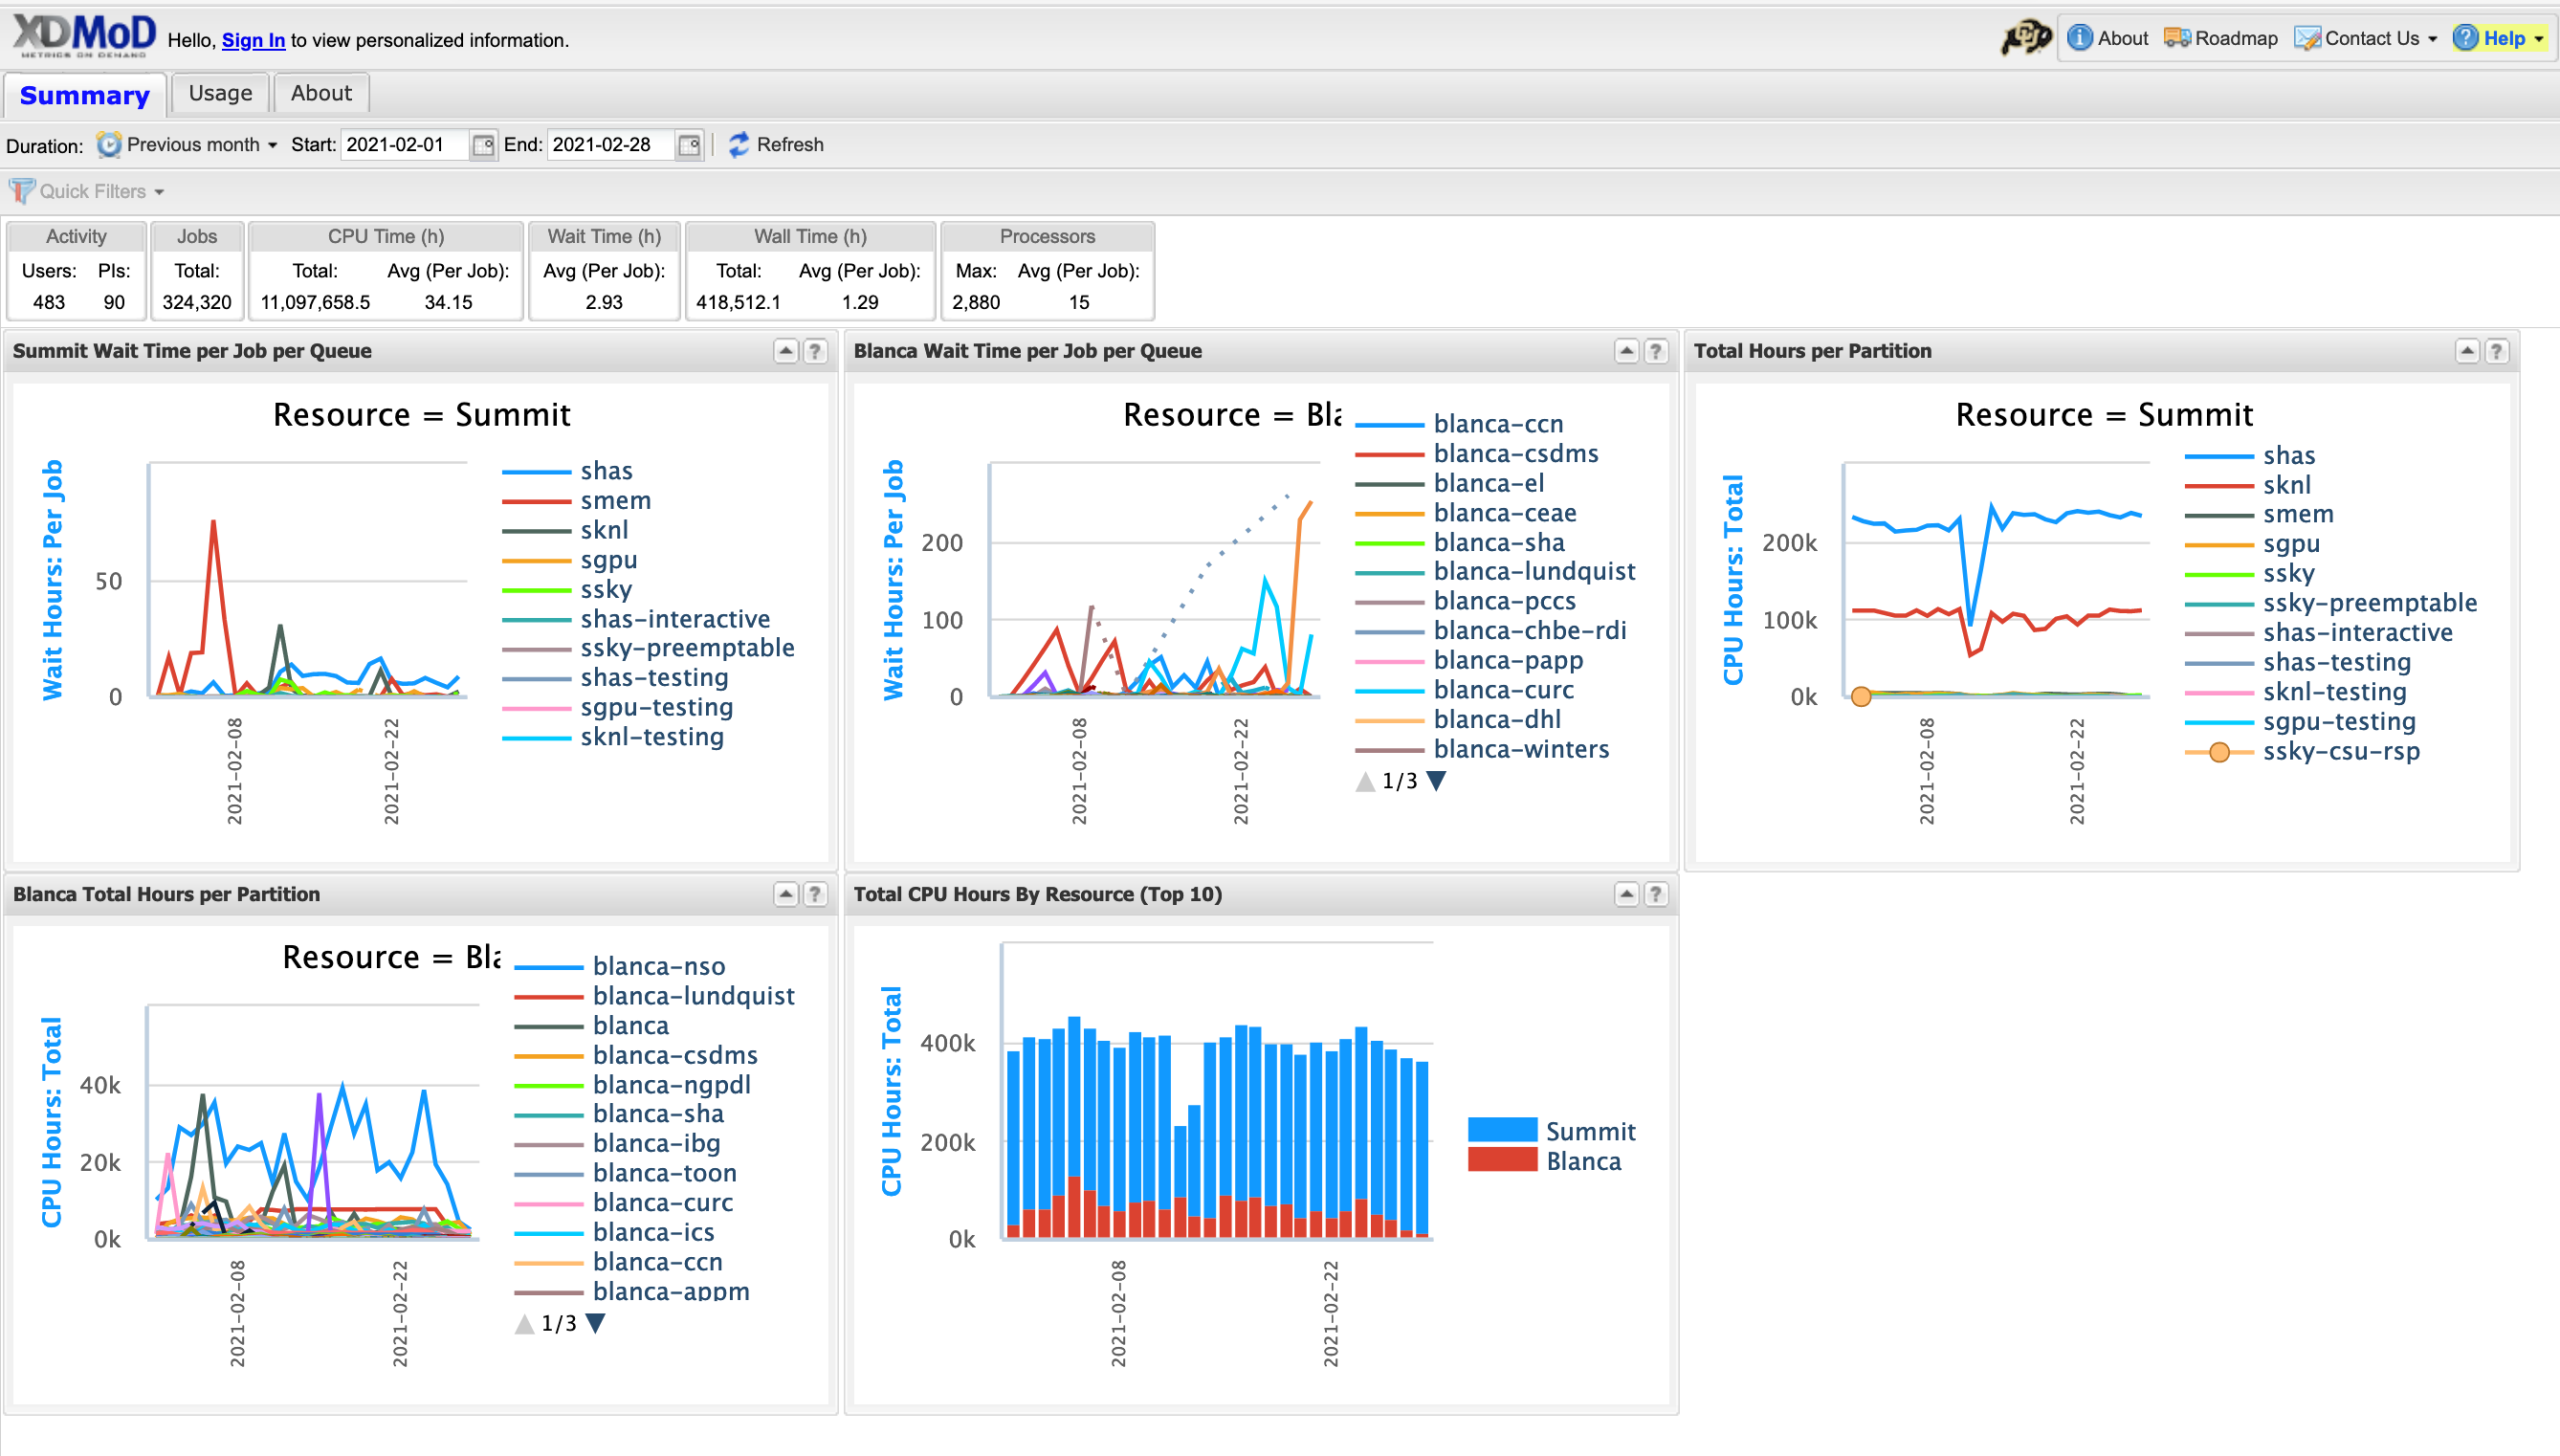 XDMoD
METRICS ON DEMAND
Hello, Sign In to view personalized information.
CU
About
Roadmap
Contact Us
Help
Summary
Usage
About
Duration:
Previous month
Start:
2021-02-01
End:
2021-02-28
Refresh
Quick Filters
Activity
Users: PIs:
483 90
Jobs
Total:
324,320
CPU Time (h)
Total: Avg (Per Job):
11,097,658.5 34.15
Wait Time (h)
Avg (Per Job):
2.93
Wall Time (h)
Total: Avg (Per Job):
418,512.1 1.29
Processors
Max: Avg (Per Job):
2,880 15
Summit Wait Time per Job per Queue
?
Resource = Summit
Wait Hours: Per Job
50
0
2021-02-08
2021-02-22
shas
smem
sknl
sgpu
ssky
shas-interactive
ssky-preemptable
shas-testing
sgpu-testing
sknl-testing
Blanca Wait Time per Job per Queue
?
Resource = Bla
Wait Hours: Per Job
200
100
0
2021-02-08
2021-02-22
blanca-ccn
blanca-csdms
blanca-el
blanca-ceae
blanca-sha
blanca-lundquist
blanca-pccs
blanca-chbe-rdi
blanca-papp
blanca-curc
blanca-dhl
blanca-winters
1/3
Total Hours per Partition
?
Resource = Summit
CPU Hours: Total
200k
100k
0k
2021-02-08
2021-02-22
shas
sknl
smem
sgpu
ssky
ssky-preemptable
shas-interactive
shas-testing
sknl-testing
sgpu-testing
ssky-csu-rsp
Blanca Total Hours per Partition
?
Resource = Bla
CPU Hours: Total
40k
20k
0k
2021-02-08
2021-02-22
blanca-nso
blanca-lundquist
blanca
blanca-csdms
blanca-ngpdl
blanca-sha
blanca-ibg
blanca-toon
blanca-curc
blanca-ics
blanca-ccn
blanca-appm
1/3
Total CPU Hours By Resource (Top 10)
?
CPU Hours: Total
400k
200k
0k
2021-02-08
2021-02-22
Summit
Blanca